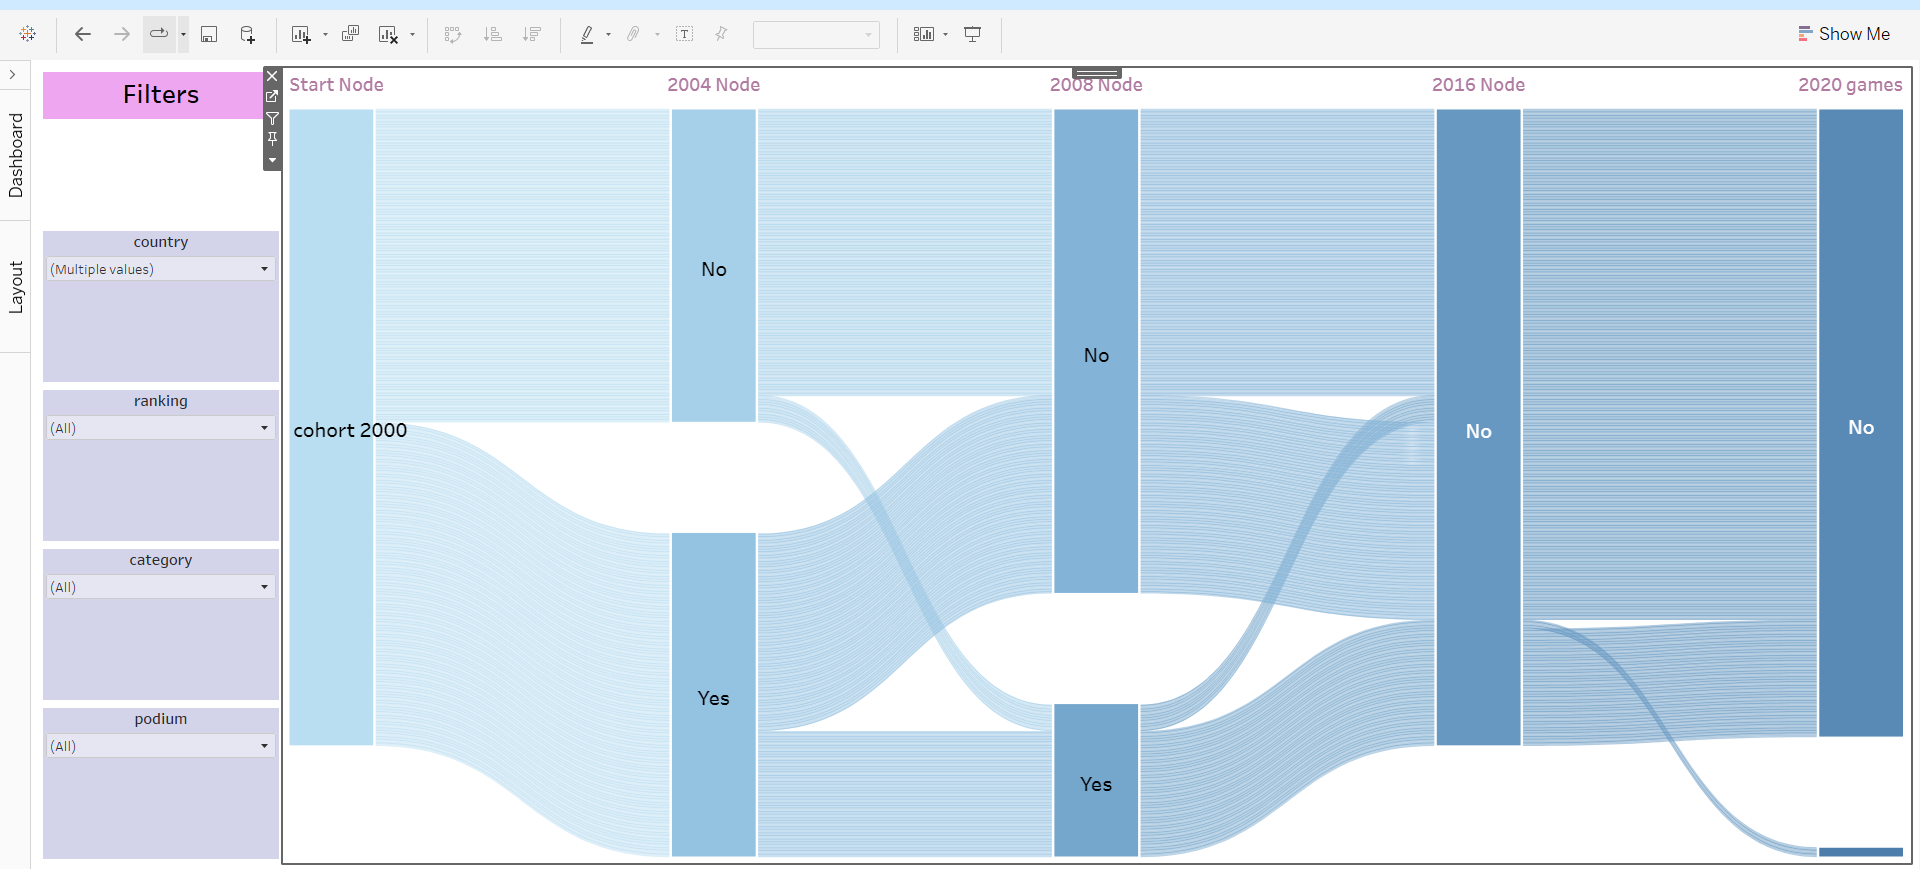 Show Me
Dashboard
Layout
Filters
country
(Multiple values)
ranking
(All)
category
(All)
podium
(All)
Start Node
2004 Node
2008 Node
2016 Node
2020 games
cohort 2000
No
Yes
No
Yes
No
No